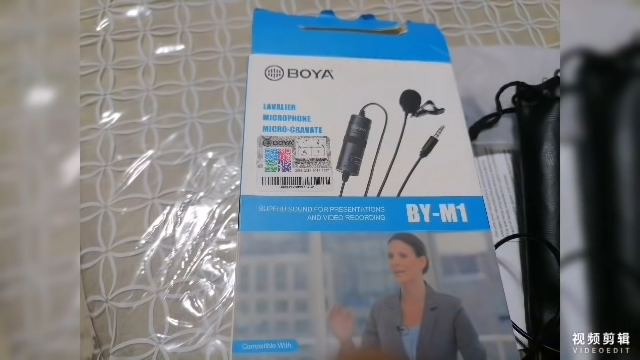 BOYA
LAVALIER
MICROPHONE
MICRO-CRAVATE
BOYA
SUPERB SOUND FOR PRESENTATIONS
AND VIDEO RECORDING
BY-M1
Compatible With
视频剪辑
VIDEOEDIT